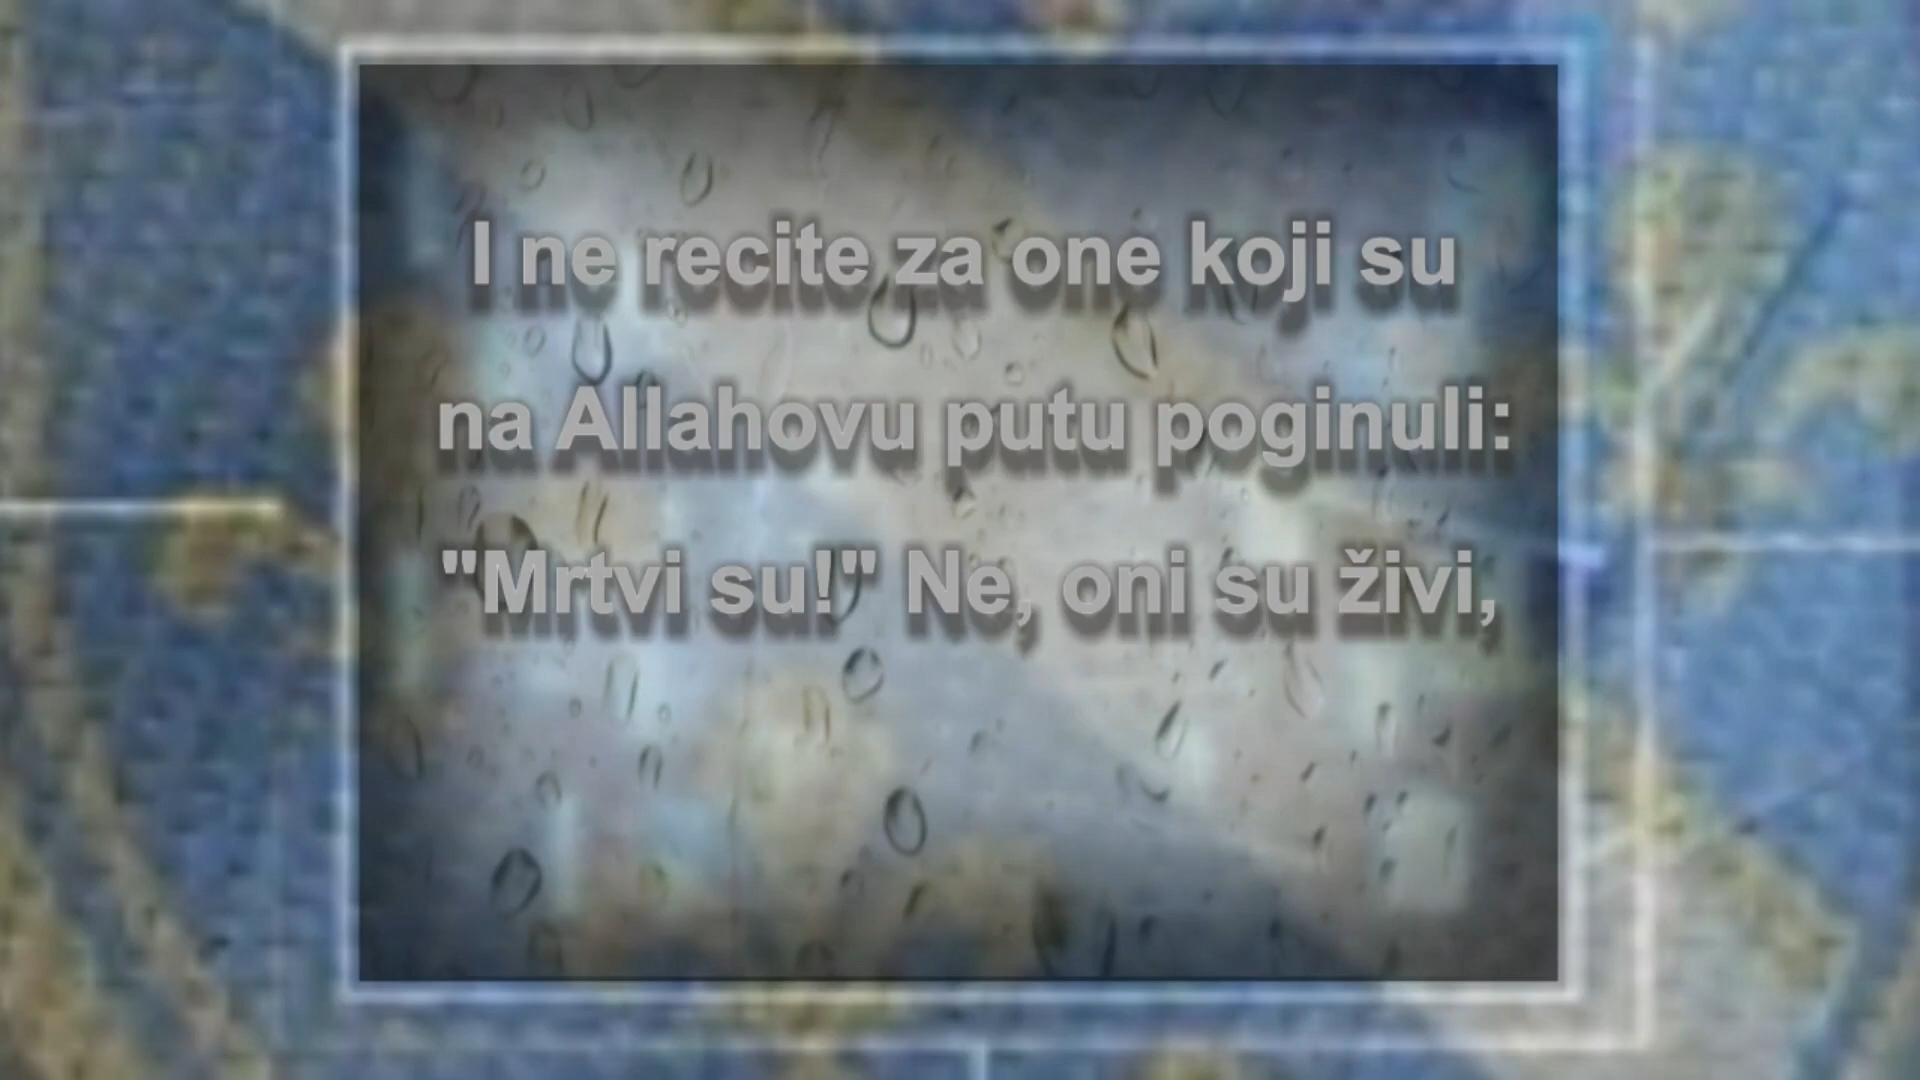 I ne recite za one koji su
na Allahovu putu poginuli:
"Mrtvi su!" Ne, oni su živi,